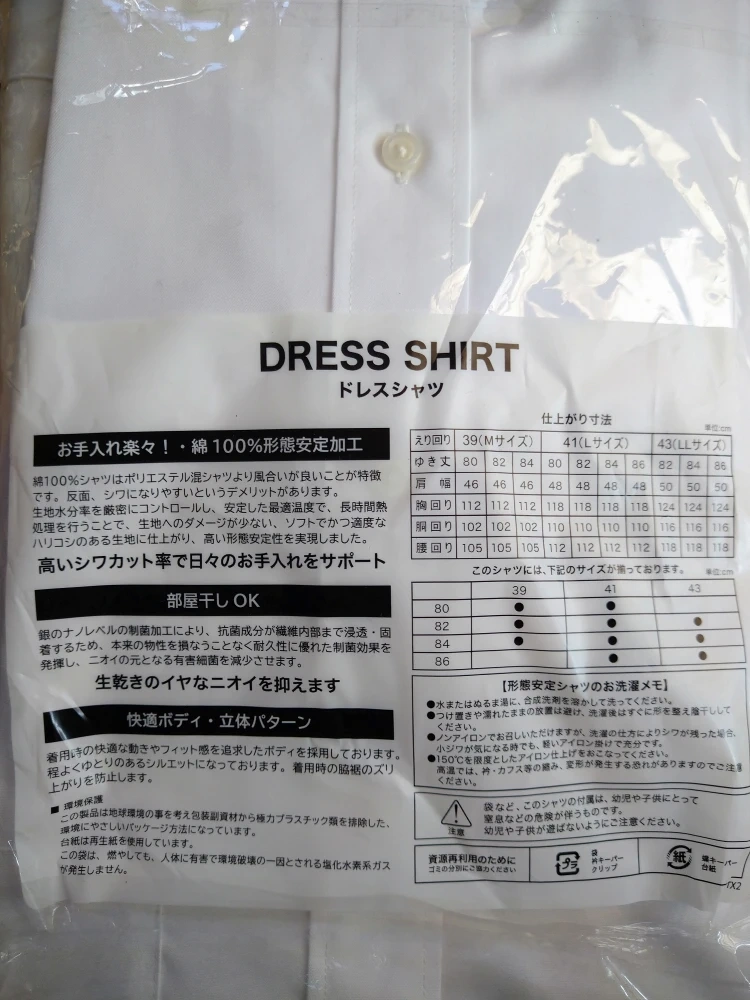 DRESS SHIRT
ドレスシャツ
お手入れ楽々！・綿100%形態安定加工
綿100%シャツはポリエステル混シャツより風合いが良いことが特徴
です。反面、シワになりやすいというデメリットがあります。
生地水分率を厳密にコントロールし、安定した最適温度で、長時間熱
処理を行うことで、生地へのダメージが少ない、ソフトでかつ適度な
ハリコシのある生地に仕上がり、高い形態安定性を実現しました。
高いシワカット率で日々のお手入れをサポート
部屋干しOK
銀のナノレベルの制菌加工により、抗菌成分が繊維内部まで浸透・固
着するため、本来の物性を損なうことなく耐久性に優れた制菌効果を
発揮し、ニオイの元となる有害細菌を減少させます。
生乾きのイヤなニオイを抑えます
快適ボディ・立体パターン
着用時の快適な動きやフィット感を追求したボディを採用しております。
程よくゆとりのあるシルエットになっております。着用時の脇裾のズリ
上がりを防止します。
■ 環境保護
この製品は地球環境の事を考え包装副資材から極力プラスチック類を排除した、
環境にやさしいパッケージ方法になっています。
台紙は再生紙を使用しています。
この袋は、燃やしても、人体に有害で環境破壊の一因とされる塩化水素系ガス
が発生しません。
仕上がり寸法
単位:cm
えり回り 39(Mサイズ) 41(Lサイズ) 43(LLサイズ)
ゆき丈 80 82 84 80 82 84 86 82 84 86
肩幅 46 46 46 48 48 48 48 50 50 50
胸回り 112 112 112 118 118 118 118 124 124 124
胴回り 102 102 102 110 110 110 110 116 116 116
腰回り 105 105 105 112 112 112 112 118 118 118
このシャツには、下記のサイズが揃っております。 単位:cm
39 41 43
80 ● ●
82 ● ● ●
84 ● ● ●
86 ● ●
【形態安定シャツのお洗濯メモ】
●水またはぬるま湯に、合成洗剤を溶かして洗ってください。
●つけ置きや濡れたままの放置は避け、洗濯後はすぐに形を整え陰干しして
ください。
●ノンアイロンでお召しいただけますが、洗濯の仕方によりシワが残った場合、
小ジワが気になる時でも、軽いアイロン掛けで充分です。
●150℃を限度としたアイロン仕上げをおこなってください。
高温では、衿・カフス等の縮み、変形が発生する恐れがありますのでご注意
ください。
注意
袋など、このシャツの付属は、幼児や子供にとって
窒息などの危険が伴うものです。
幼児や子供が遊ばないようにご注意ください。
資源再利用のために
ゴミの分別にご協力ください
プラ
袋
衿キーパー
クリップ
紙
襟キーパー
台紙
TX2